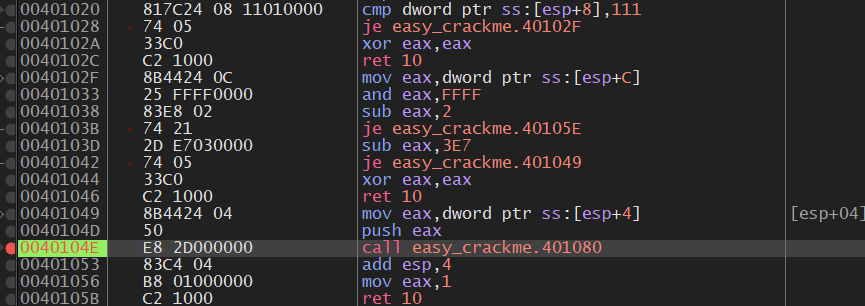 00401020 817C24 08 11010000 cmp dword ptr ss:[esp+8],111
00401028 74 05 je easy_crackme.40102F
0040102A 33C0 xor eax,eax
0040102C C2 1000 ret 10
0040102F 8B4424 0C mov eax,dword ptr ss:[esp+C]
00401033 25 FFFF0000 and eax,FFFF
00401038 83E8 02 sub eax,2
0040103B 74 21 je easy_crackme.40105E
0040103D 2D E7030000 sub eax,3E7
00401042 74 05 je easy_crackme.401049
00401044 33C0 xor eax,eax
00401046 C2 1000 ret 10
00401049 8B4424 04 mov eax,dword ptr ss:[esp+4] [esp+04]
0040104D 50 push eax
0040104E E8 2D000000 call easy_crackme.401080
00401053 83C4 04 add esp,4
00401056 B8 01000000 mov eax,1
0040105B C2 1000 ret 10